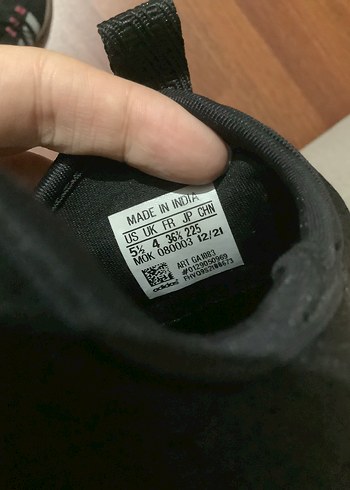 MADE IN INDIA
US UK FR JP CHN
5½ 4 36⅔ 225
MOK 080003 12/21
ART GA1083
#0129050969
adidas